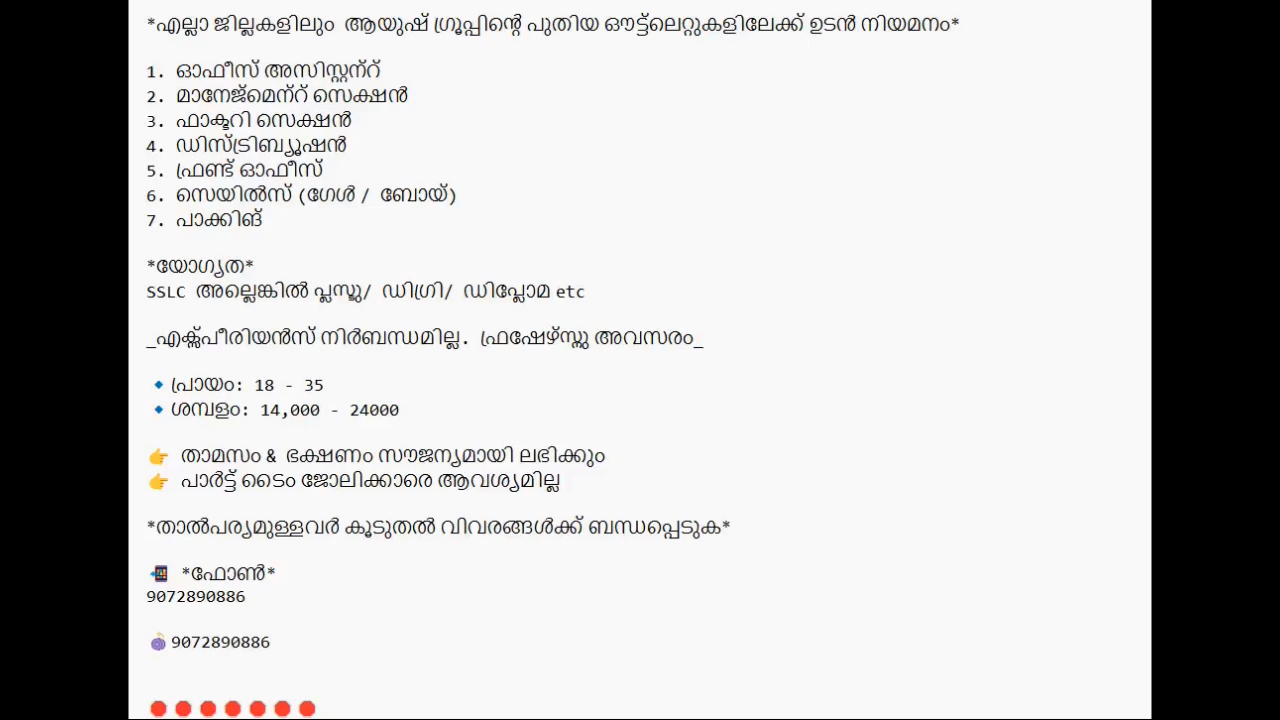 *എല്ലാ ജില്ലകളിലും ആയുഷ് ഗ്രൂപ്പിന്റെ പുതിയ ഔട്ട്ലെറ്റുകളിലേക്ക് ഉടൻ നിയമനം*
1. ഓഫീസ് അസിസ്റ്റന്റ്
2. മാനേജ്മെന്റ് സെക്ഷൻ
3. ഫാക്ടറി സെക്ഷൻ
4. ഡിസ്ട്രിബ്യൂഷൻ
5. ഫ്രണ്ട് ഓഫീസ്
6. സെയിൽസ് (ഗേൾ / ബോയ്)
7. പാക്കിങ്
*യോഗ്യത*
SSLC അല്ലെങ്കിൽ പ്ലസ്ടു/ ഡിഗ്രി/ ഡിപ്ലോമ etc
_എക്സ്പീരിയൻസ് നിർബന്ധമില്ല. ഫ്രഷേഴ്സ്നു അവസരം_
🔹പ്രായം: 18 - 35
🔹ശമ്പളം: 14,000 - 24000
👉 താമസം & ഭക്ഷണം സൗജന്യമായി ലഭിക്കും
👉 പാർട്ട് ടൈം ജോലിക്കാരെ ആവശ്യമില്ല
*താൽപര്യമുള്ളവർ കൂടുതൽ വിവരങ്ങൾക്ക് ബന്ധപ്പെടുക*
📲 *ഫോൺ*
9072890886
9072890886